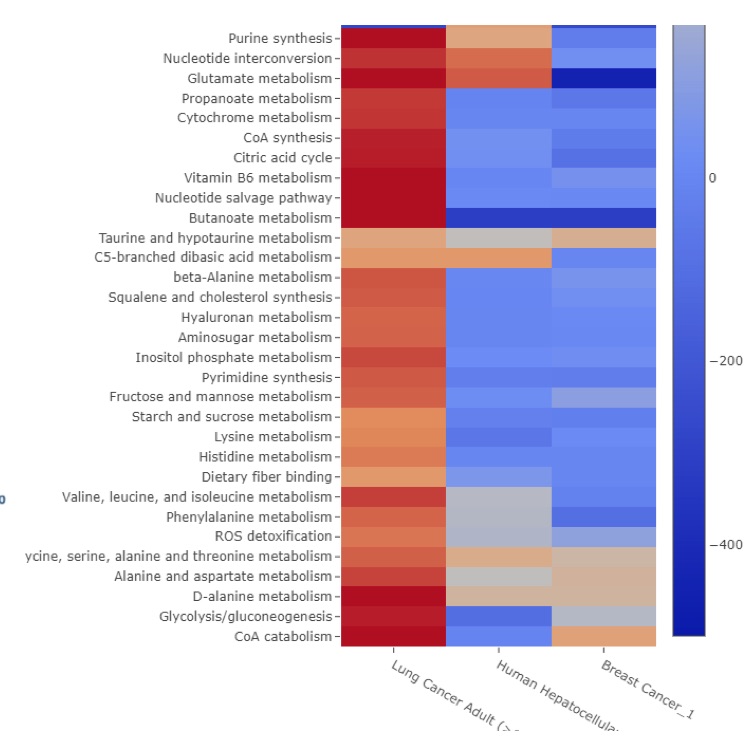 Purine synthesis
Nucleotide interconversion
Glutamate metabolism
Propanoate metabolism
Cytochrome metabolism
CoA synthesis
Citric acid cycle
Vitamin B6 metabolism
Nucleotide salvage pathway
Butanoate metabolism
Taurine and hypotaurine metabolism
C5-branched dibasic acid metabolism
beta-Alanine metabolism
Squalene and cholesterol synthesis
Hyaluronan metabolism
Aminosugar metabolism
Inositol phosphate metabolism
Pyrimidine synthesis
Fructose and mannose metabolism
Starch and sucrose metabolism
Lysine metabolism
Histidine metabolism
Dietary fiber binding
Valine, leucine, and isoleucine metabolism
Phenylalanine metabolism
ROS detoxification
ycine, serine, alanine and threonine metabolism
Alanine and aspartate metabolism
D-alanine metabolism
Glycolysis/gluconeogenesis
CoA catabolism
Lung Cancer Adult (>
Human Hepatocellula
Breast Cancer_1
0
−200
−400